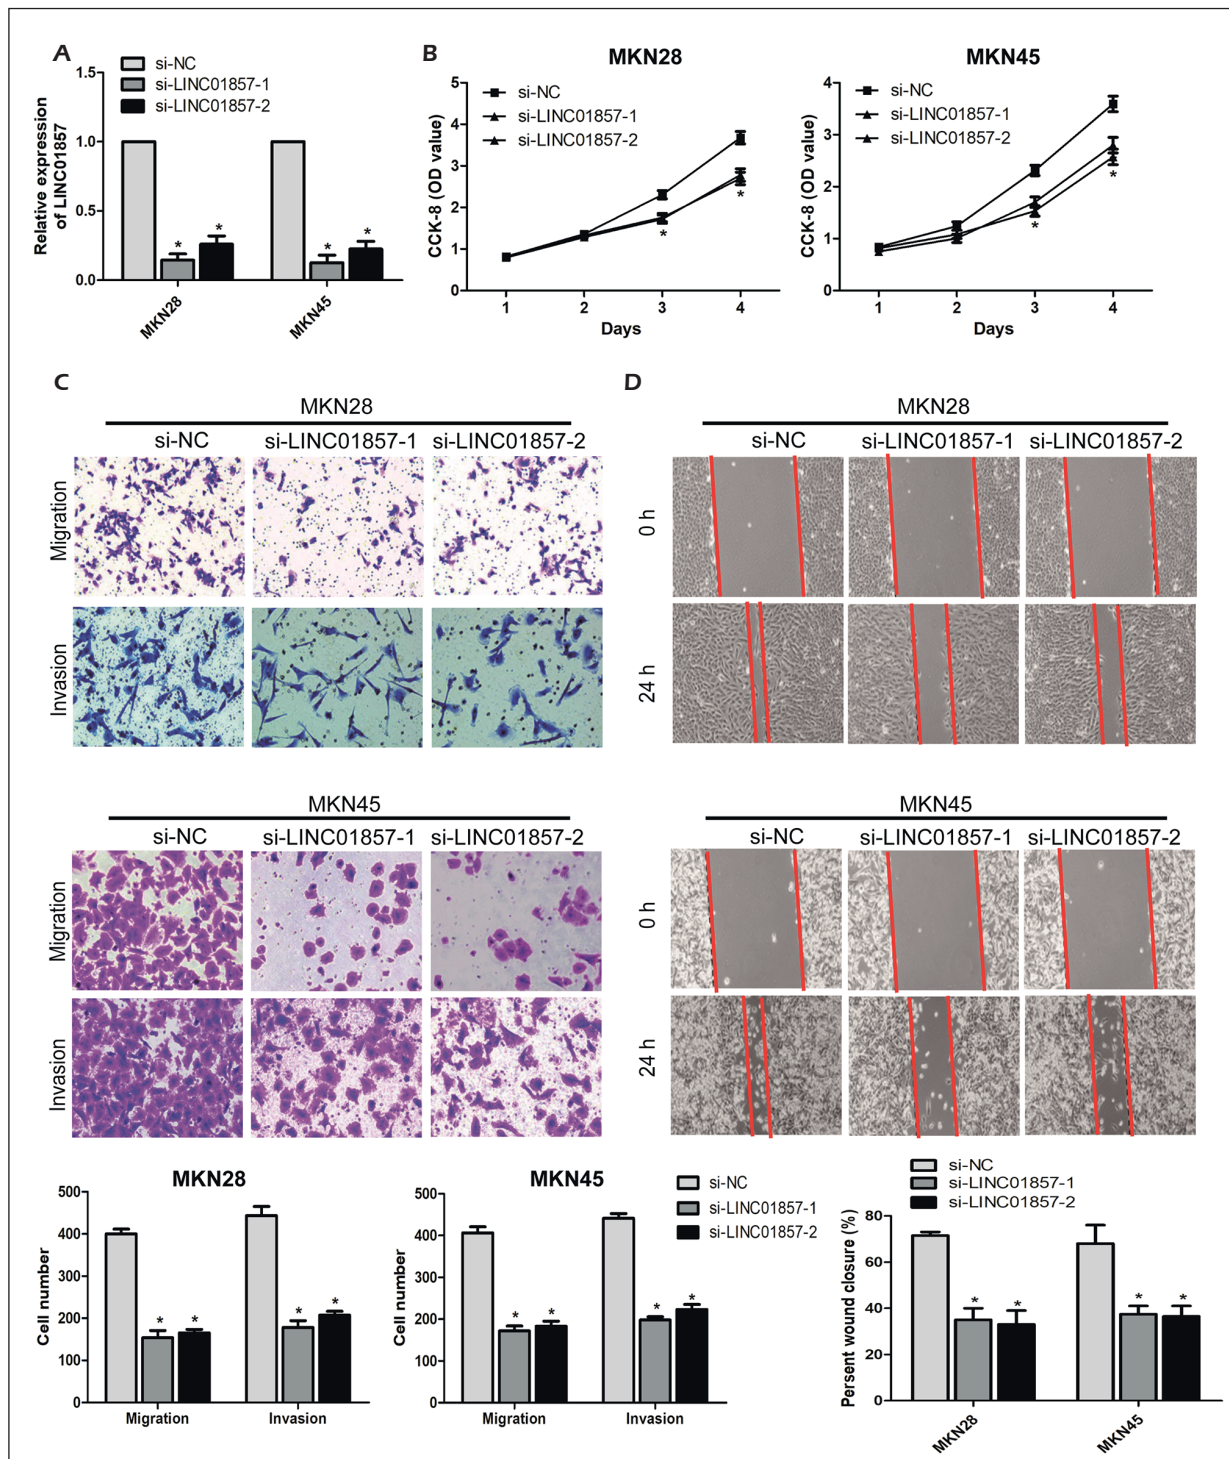 A
si-NC
si-LINC01857-1
si-LINC01857-2
Relative expression
of LINC01857
1.5
1.0
0.5
0.0
* * * *
MKN28 MKN45
B
MKN28
si-NC
si-LINC01857-1
si-LINC01857-2
CCK-8 (OD value)
5
4
3
2
1
0
* *
1 2 3 4
Days
MKN45
si-NC
si-LINC01857-1
si-LINC01857-2
CCK-8 (OD value)
4
3
2
1
0
* *
1 2 3 4
Days
C
MKN28
si-NC si-LINC01857-1 si-LINC01857-2
Migration
Invasion
MKN45
si-NC si-LINC01857-1 si-LINC01857-2
Migration
Invasion
MKN28
Cell number
500
400
300
200
100
0
* * * *
Migration Invasion
MKN45
Cell number
500
400
300
200
100
0
* * * *
Migration Invasion
si-NC
si-LINC01857-1
si-LINC01857-2
D
MKN28
si-NC si-LINC01857-1 si-LINC01857-2
0 h
24 h
MKN45
si-NC si-LINC01857-1 si-LINC01857-2
0 h
24 h
si-NC
si-LINC01857-1
si-LINC01857-2
Persent wound closure (%)
80
60
40
20
0
* * * *
MKN28 MKN45